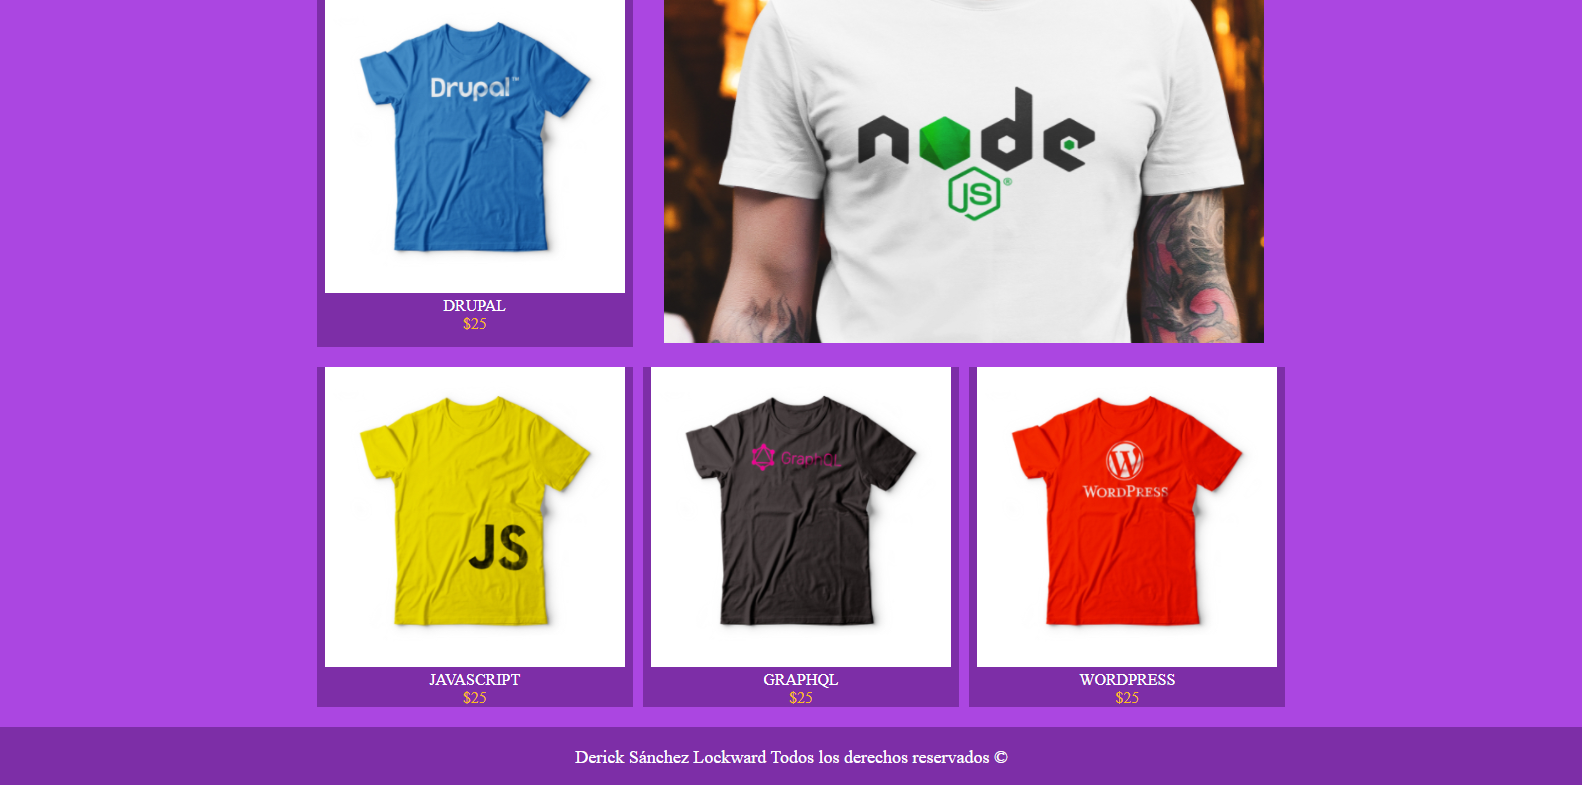 Drupal™
node
JS®
DRUPAL
$25
JS
GraphQL
W
WORDPRESS
JAVASCRIPT
$25
GRAPHQL
$25
WORDPRESS
$25
Derick Sánchez Lockward Todos los derechos reservados ©